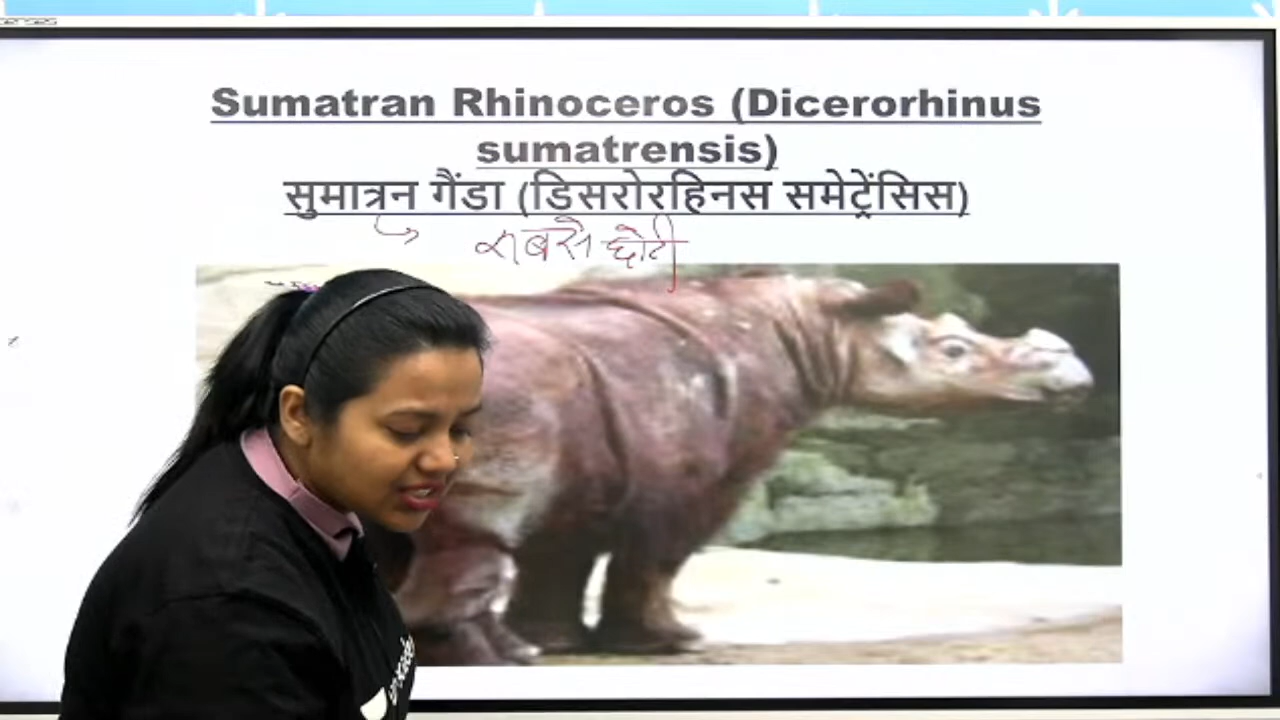 Sumatran Rhinoceros (Dicerorhinus
sumatrensis)
सुमात्रन गैंडा (डिसरोरहिनस समेट्रेंसिस)
सबसे छोटी